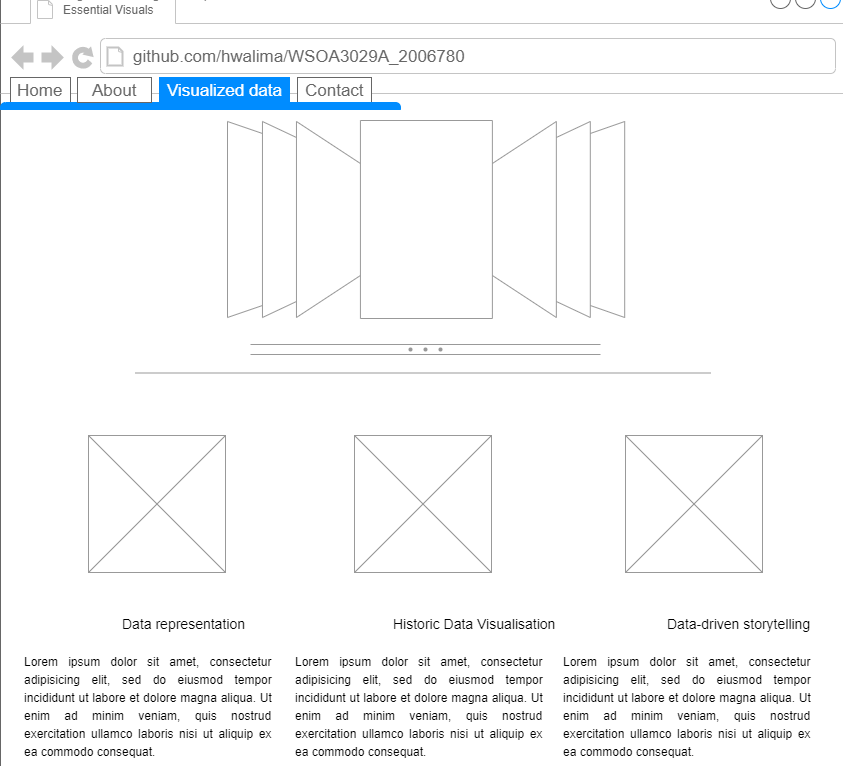 Essential Visuals
github.com/hwalima/WSOA3029A_2006780
Home About Visualized data Contact
Data representation
Historic Data Visualisation
Data-driven storytelling
Lorem ipsum dolor sit amet, consectetur
adipisicing elit, sed do eiusmod tempor
incididunt ut labore et dolore magna aliqua. Ut
enim ad minim veniam, quis nostrud
exercitation ullamco laboris nisi ut aliquip ex
ea commodo consequat.
Lorem ipsum dolor sit amet, consectetur
adipisicing elit, sed do eiusmod tempor
incididunt ut labore et dolore magna aliqua. Ut
enim ad minim veniam, quis nostrud
exercitation ullamco laboris nisi ut aliquip ex
ea commodo consequat.
Lorem ipsum dolor sit amet, consectetur
adipisicing elit, sed do eiusmod tempor
incididunt ut labore et dolore magna aliqua. Ut
enim ad minim veniam, quis nostrud
exercitation ullamco laboris nisi ut aliquip ex
ea commodo consequat.